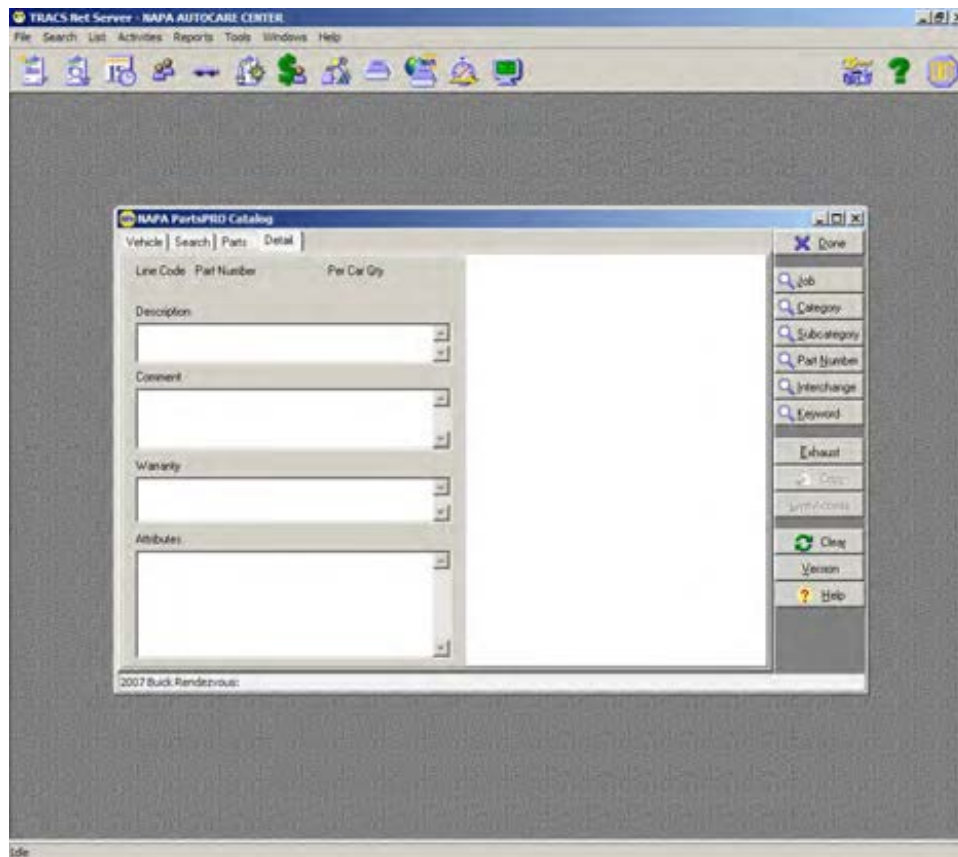 TRACS Net Server - NAPA AUTOCARE CENTER
File Search List Activities Reports Tools Windows Help
NAPA PartsPRO Catalog
Vehicle Search Parts Detail
Done
Line Code Part Number Per Car Qty
Job
Description
Category
Subcategory
Part Number
Comment
Interchange
Keyword
Exhaust
Warranty
Copy
Attributes
Clear
Version
Help
2007 Buick Rendezvous:
Idle